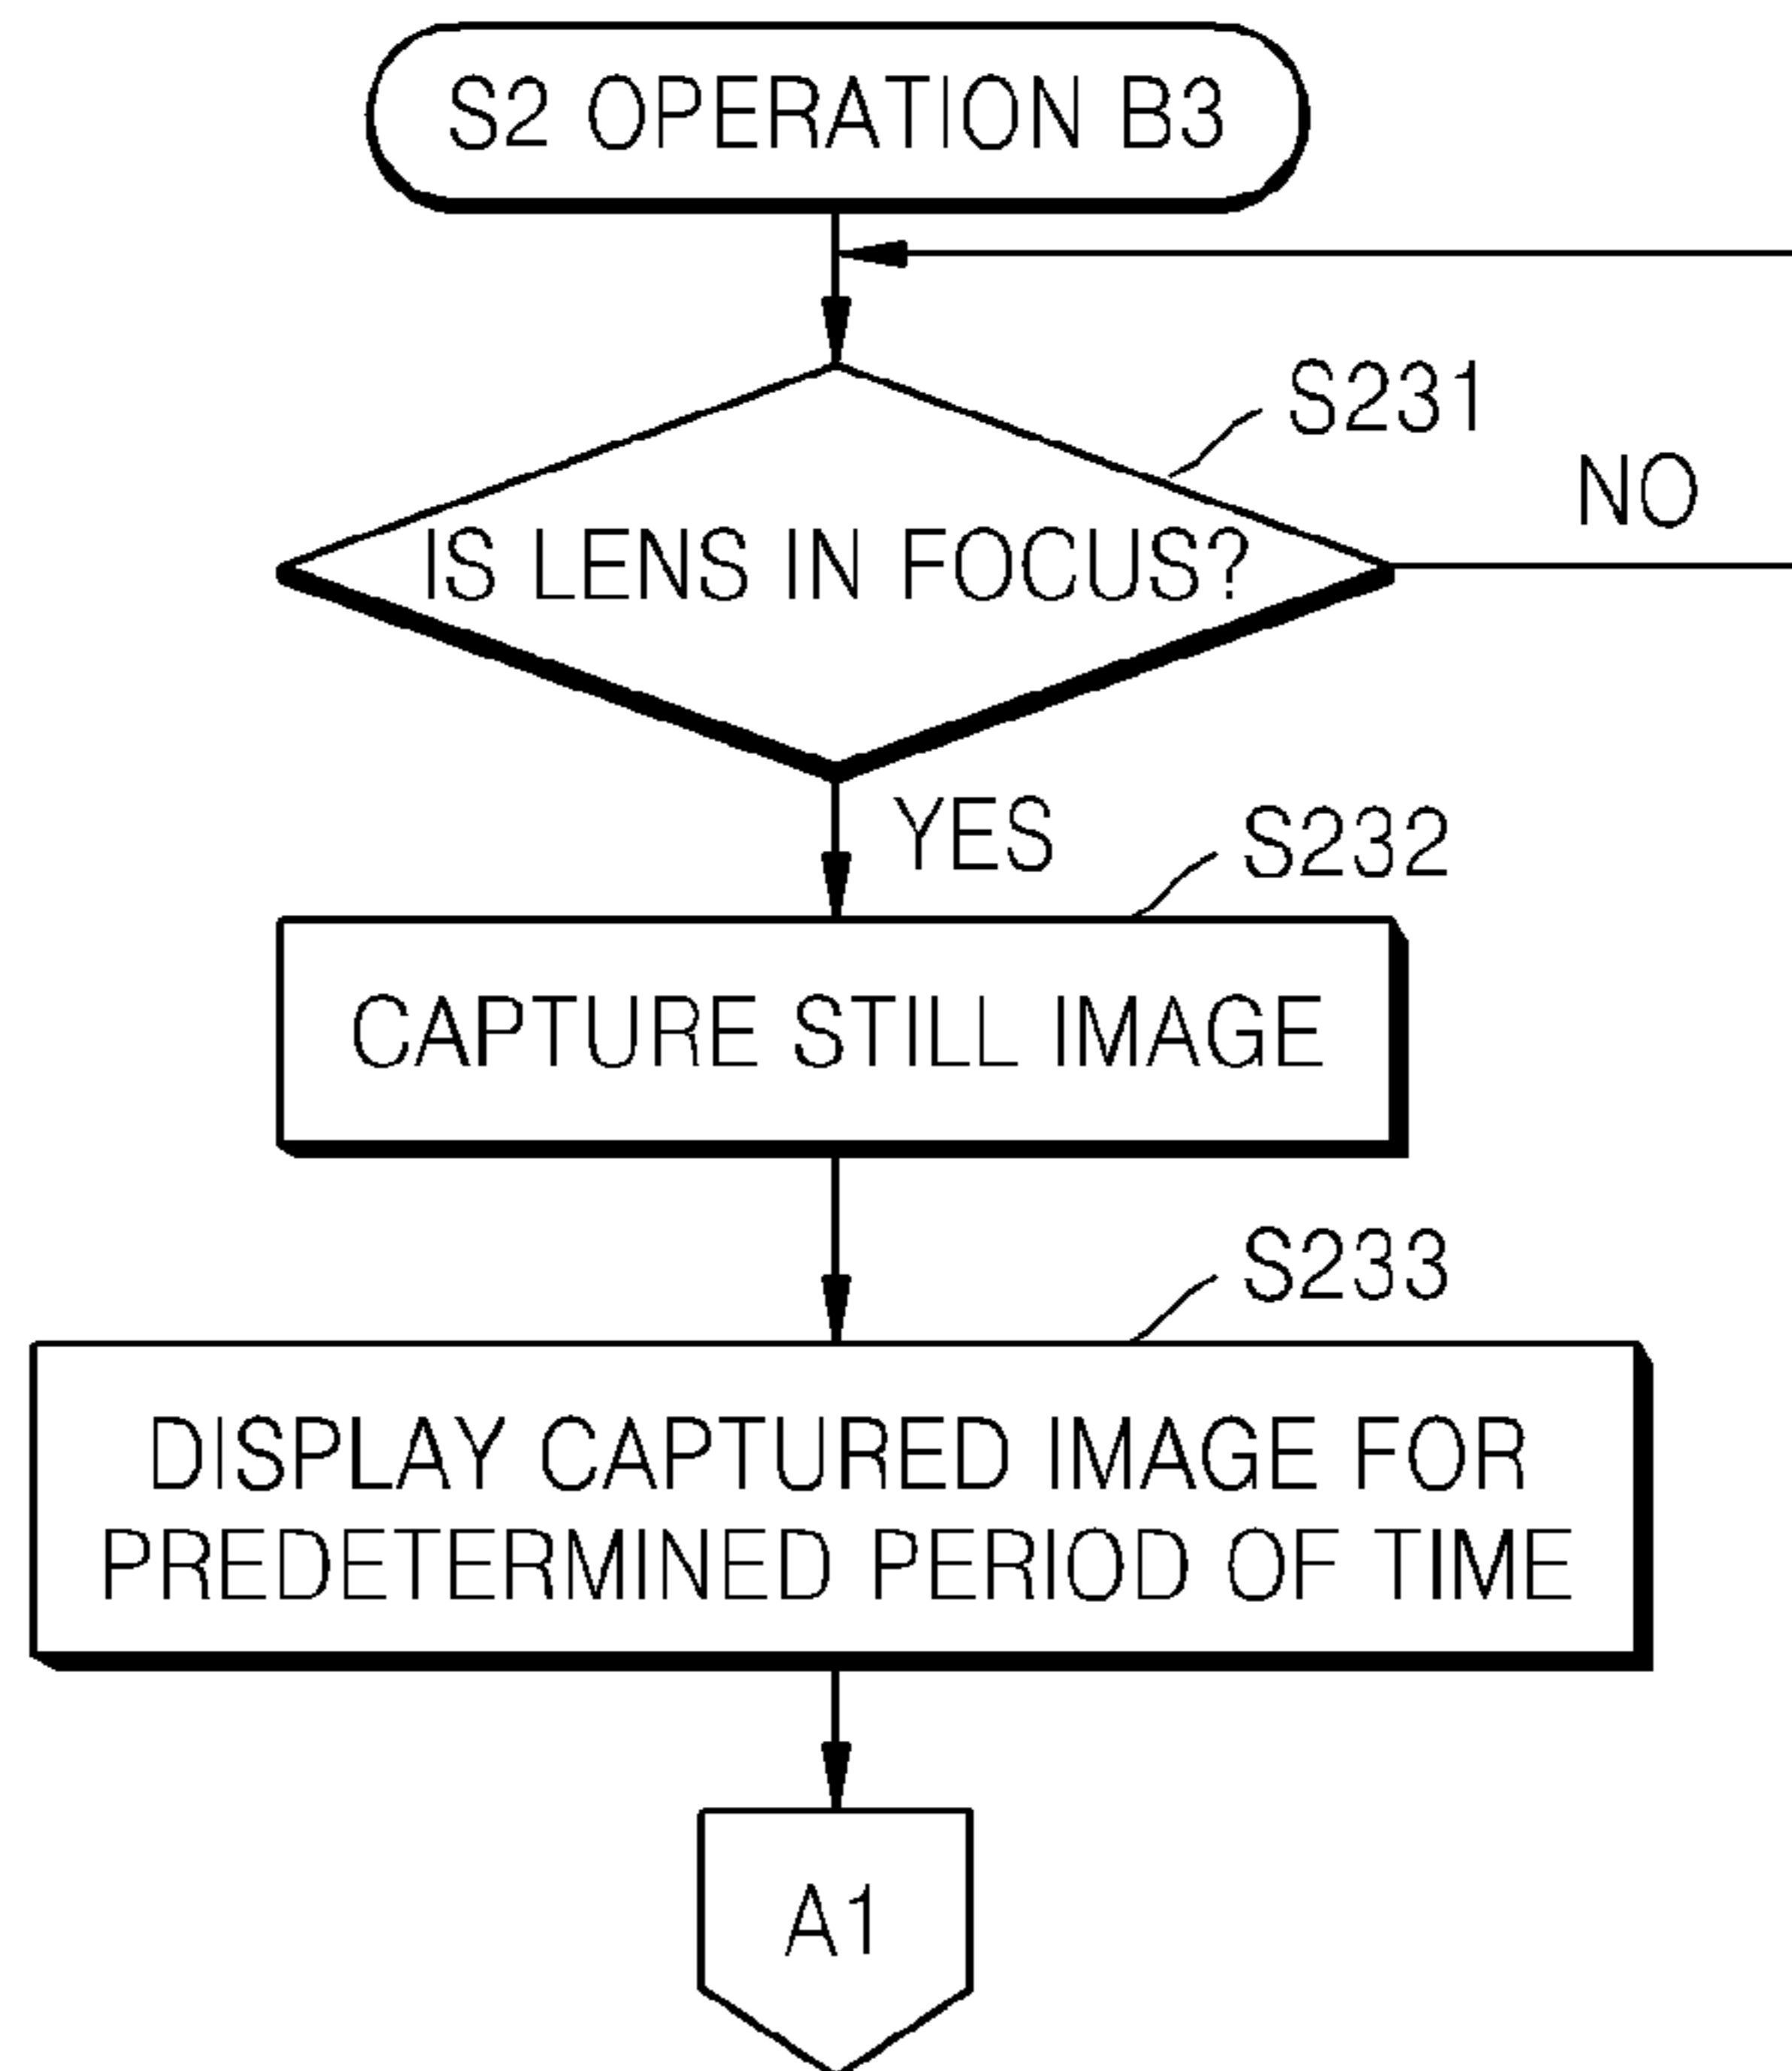 S2 OPERATION B3
S231
NO
IS LENS IN FOCUS?
YES
S232
CAPTURE STILL IMAGE
S233
DISPLAY CAPTURED IMAGE FOR
PREDETERMINED PERIOD OF TIME
A1